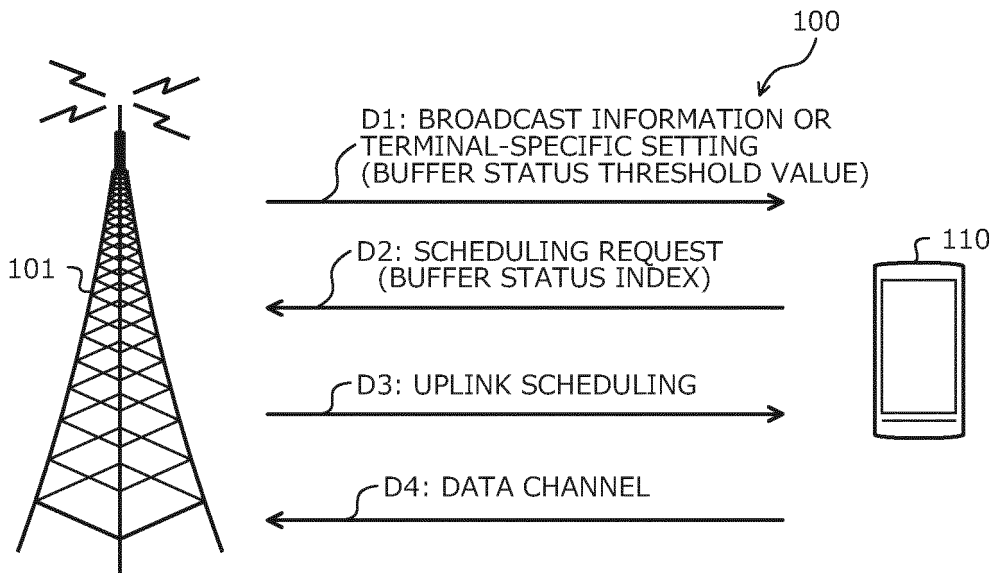 100
D1: BROADCAST INFORMATION OR
TERMINAL-SPECIFIC SETTING
(BUFFER STATUS THRESHOLD VALUE)
101
D2: SCHEDULING REQUEST
(BUFFER STATUS INDEX)
110
D3: UPLINK SCHEDULING
D4: DATA CHANNEL